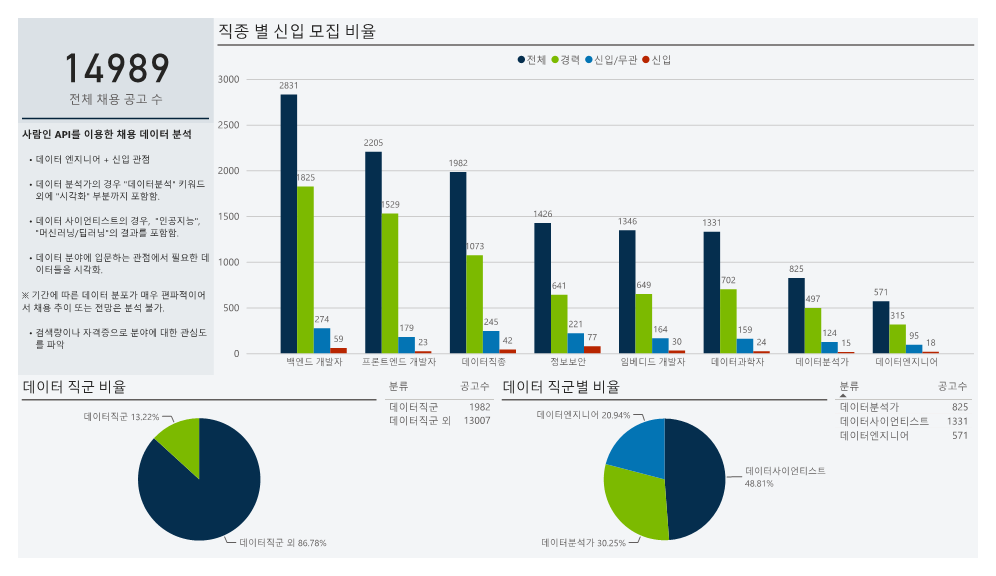 14989
전체 채용 공고 수
사람인 API를 이용한 채용 데이터 분석
• 데이터 엔지니어 + 신입 관점
• 데이터 분석가의 경우 "데이터분석" 키워드
외에 "시각화" 부분까지 포함함.
• 데이터 사이언티스트의 경우, "인공지능",
"머신러닝/딥러닝"의 결과를 포함함.
• 데이터 분야에 입문하는 관점에서 필요한 데
이터들을 시각화.
※ 기간에 따른 데이터 분포가 매우 편파적이어
서 채용 추이 또는 전망은 분석 불가.
• 검색량이나 자격증으로 분야에 대한 관심도
를 파악
직종 별 신입 모집 비율
전체 경력 신입/무관 신입
3000
2500
2000
1500
1000
500
0
2831 1825 274 59
2205 1529 179 23
1982 1073 245 42
1426 641 221 77
1346 649 164 30
1331 702 159 24
825 497 124 15
571 315 95 18
백엔드 개발자 프론트엔드 개발자 데이터직종 정보보안 임베디드 개발자 데이터과학자 데이터분석가 데이터엔지니어
데이터 직군 비율
데이터직군 13.22%
데이터직군 외 86.78%
분류 공고수
데이터직군 1982
데이터직군 외 13007
데이터 직군별 비율
데이터엔지니어 20.94%
데이터사이언티스트
48.81%
데이터분석가 30.25%
분류 공고수
데이터분석가 825
데이터사이언티스트 1331
데이터엔지니어 571